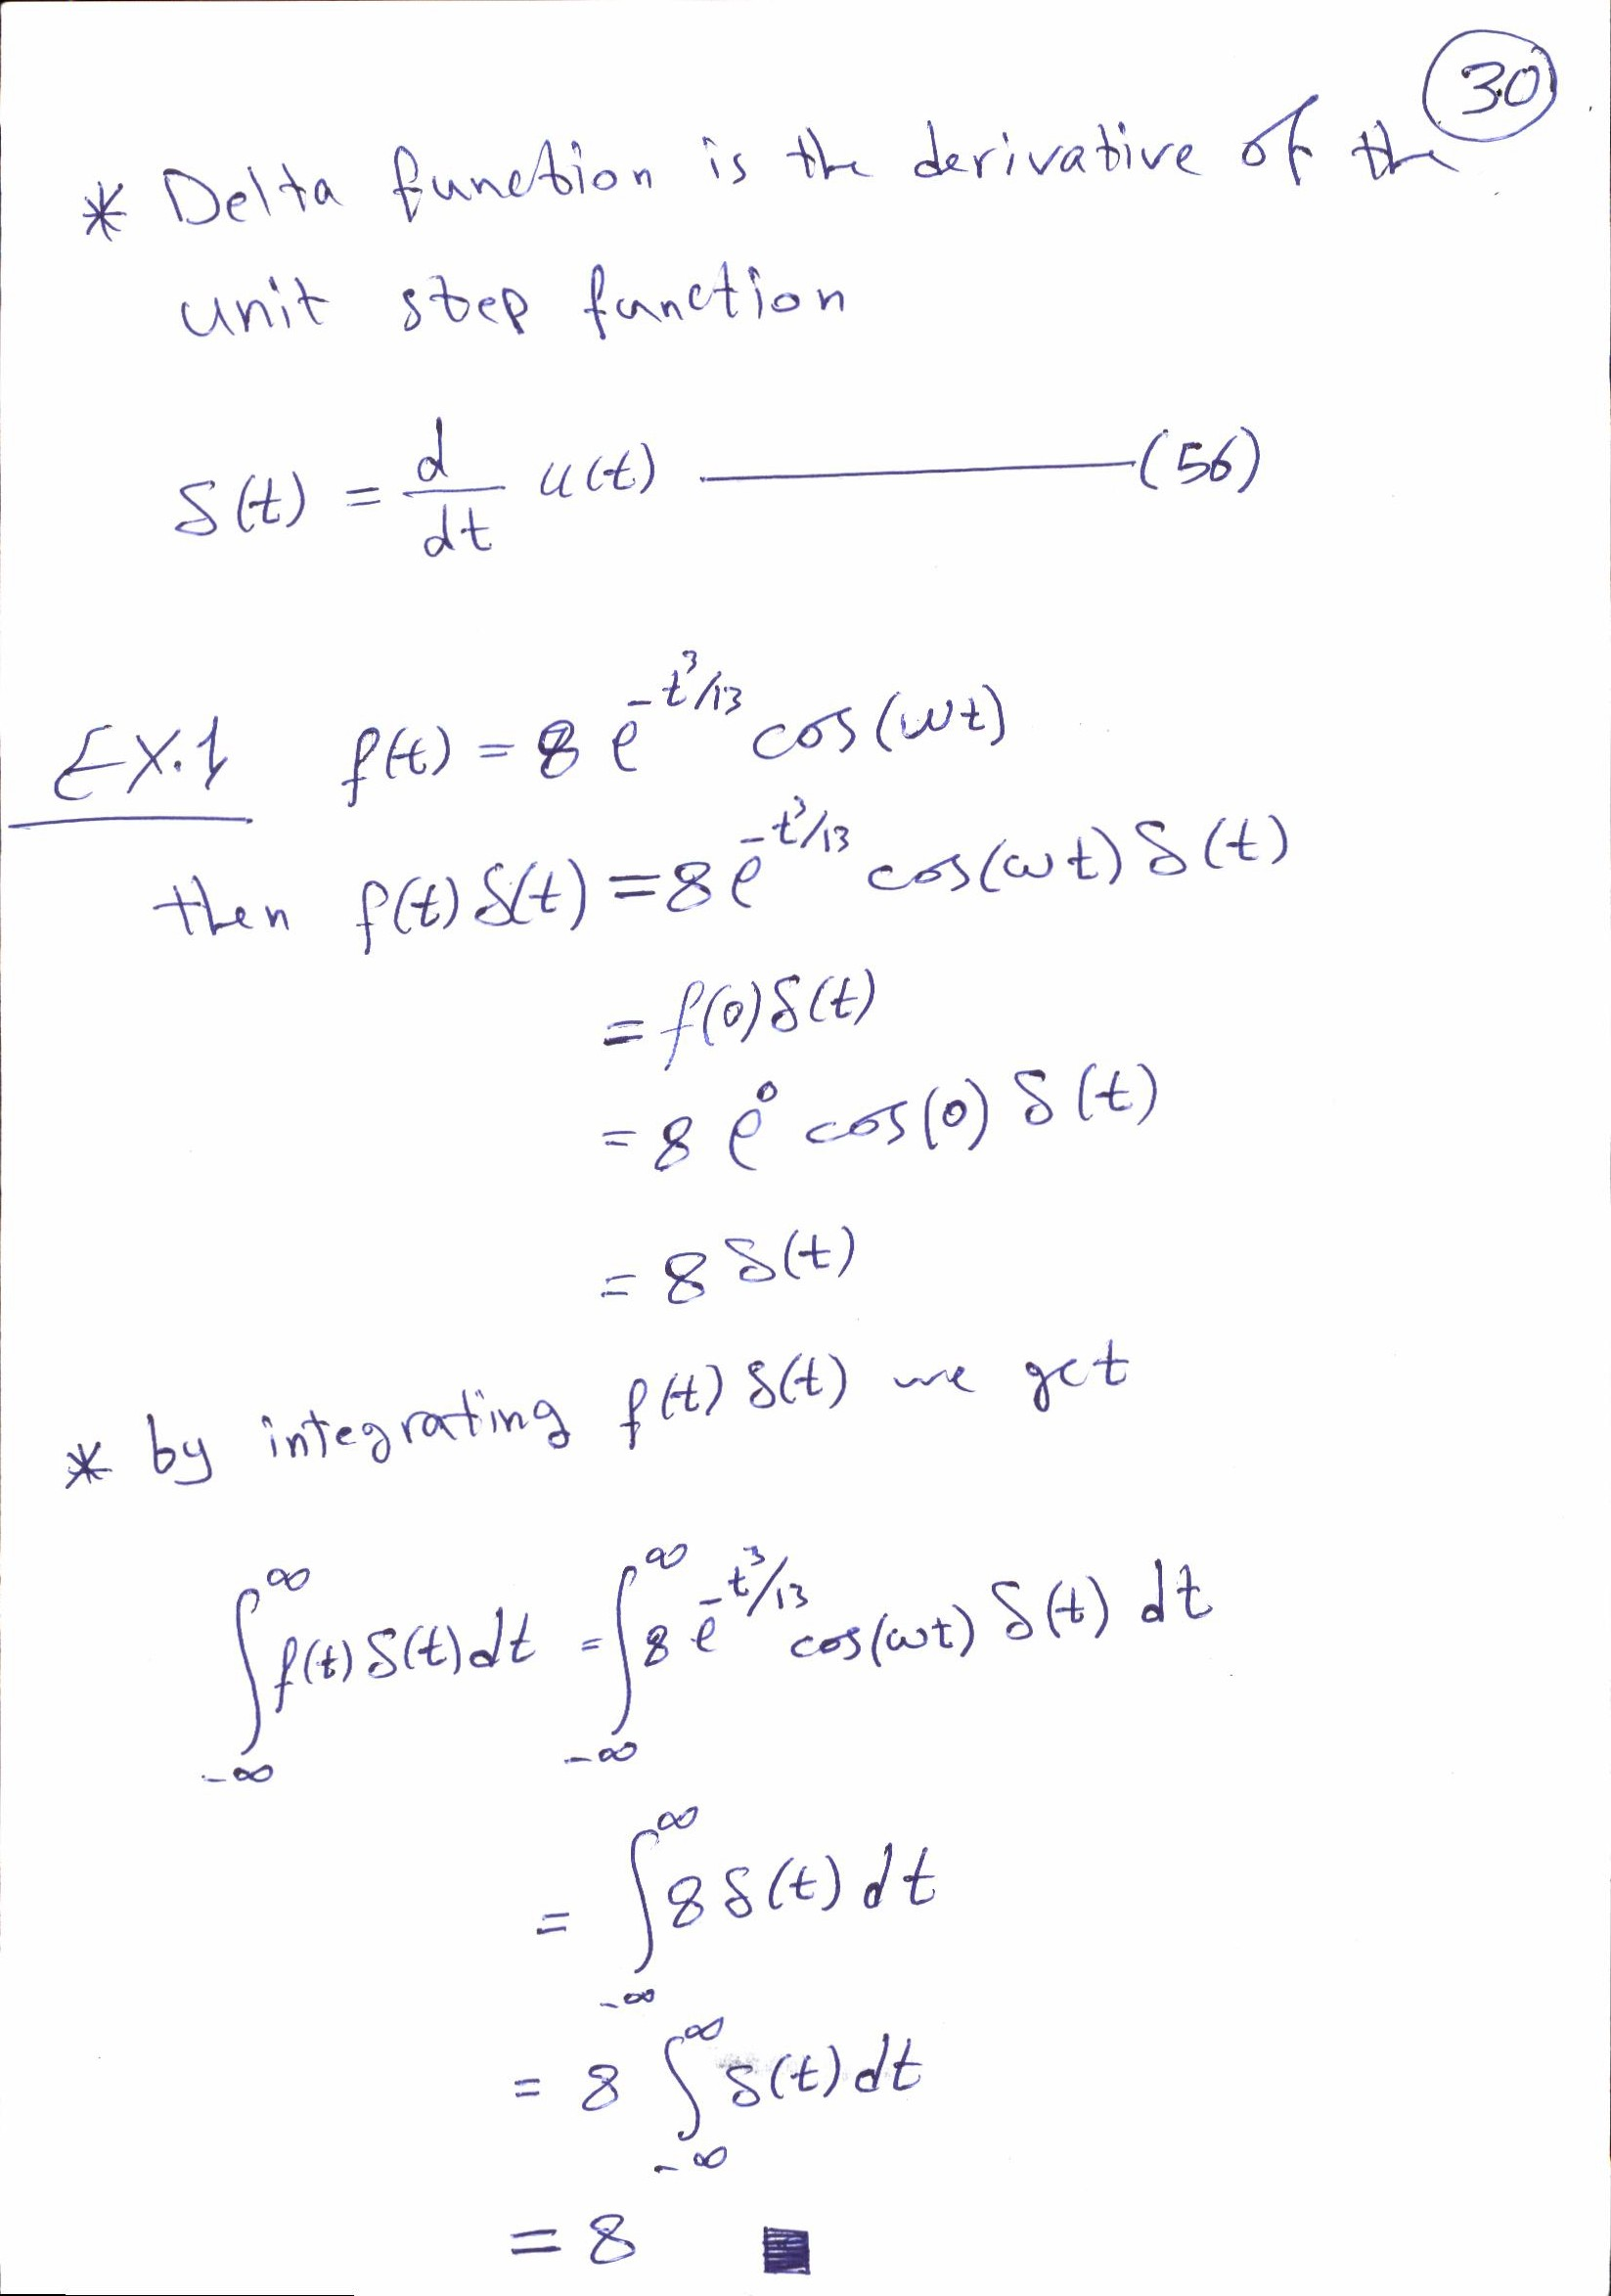 30
* Delta function is the derivative of the
unit step function
δ(t) = d/dt u(t) ———(56)
EX.1 f(t) = 8 e^{-t³/13} cos(ωt)
then f(t) δ(t) = 8 e^{-t³/13} cos(ωt) δ(t)
= f(0) δ(t)
= 8 e⁰ cos(0) δ(t)
= 8 δ(t)
* by integrating f(t) δ(t) we get
∫_{-∞}^{∞} f(t) δ(t) dt = ∫_{-∞}^{∞} 8 e^{-t³/13} cos(ωt) δ(t) dt
= ∫_{-∞}^{∞} 8 δ(t) dt
= 8 ∫_{-∞}^{∞} δ(t) dt
= 8 ■